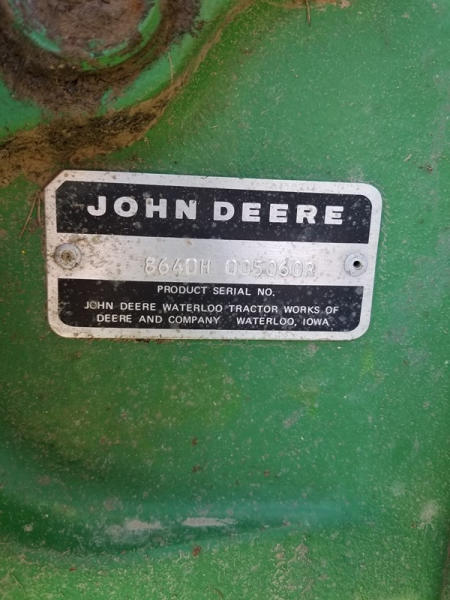 JOHN DEERE
8640H 005060R
PRODUCT SERIAL NO.
JOHN DEERE WATERLOO TRACTOR WORKS OF
DEERE AND COMPANY WATERLOO, IOWA